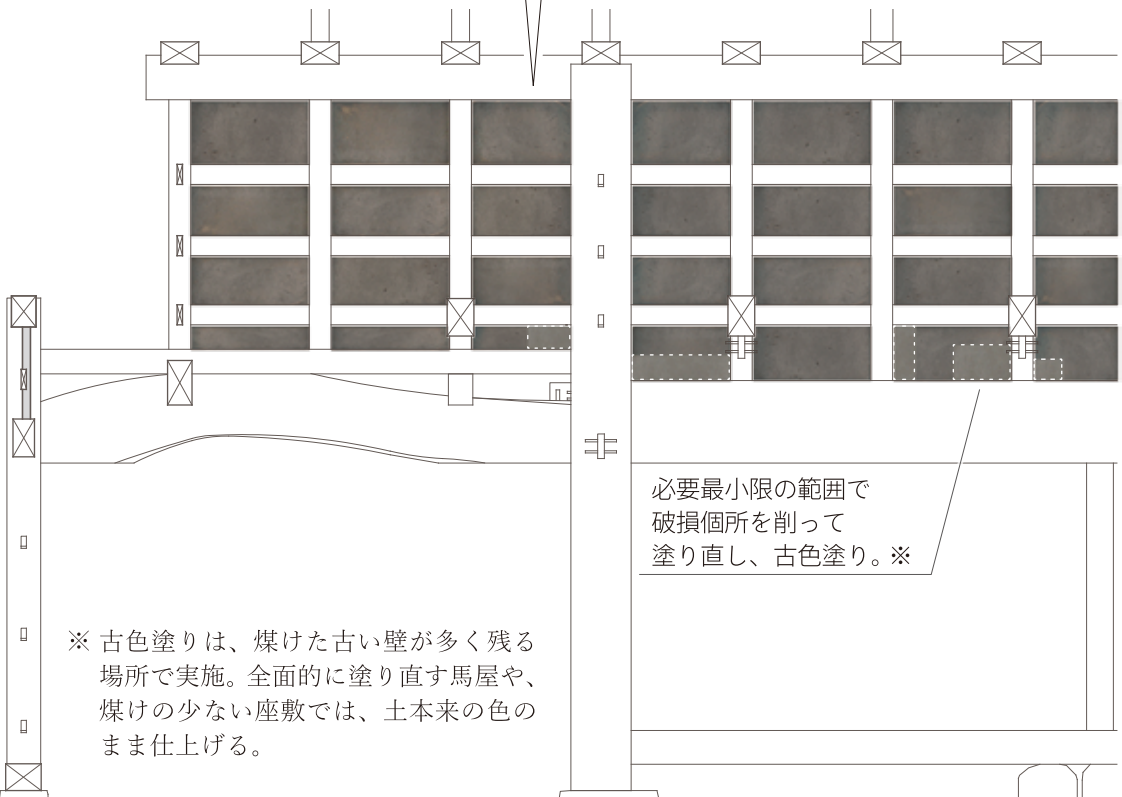 必要最小限の範囲で
破損個所を削って
塗り直し、古色塗り。※
※ 古色塗りは、煤けた古い壁が多く残る
場所で実施。全面的に塗り直す馬屋や、
煤けの少ない座敷では、土本来の色の
まま仕上げる。